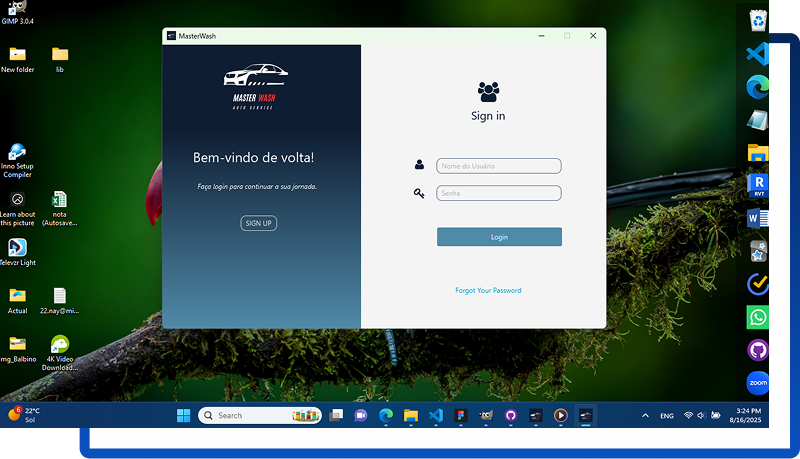 GIMP 3.0.4
New folder
lib
Inno Setup
Compiler
Learn about
this picture
nota
(Autosave...
Televzr Light
Actual
22.nay@mi...
mg_Balbino
4K Video
Download...
MasterWash
MASTER WASH
AUTO SERVICE
Bem-vindo de volta!
Faça login para continuar a sua jornada.
SIGN UP
Sign in
Nome do Usuário
Senha
Login
Forgot Your Password
R
RVT
W
zoom
6
22°C
Sol
Search
ENG
3:24 PM
8/16/2025